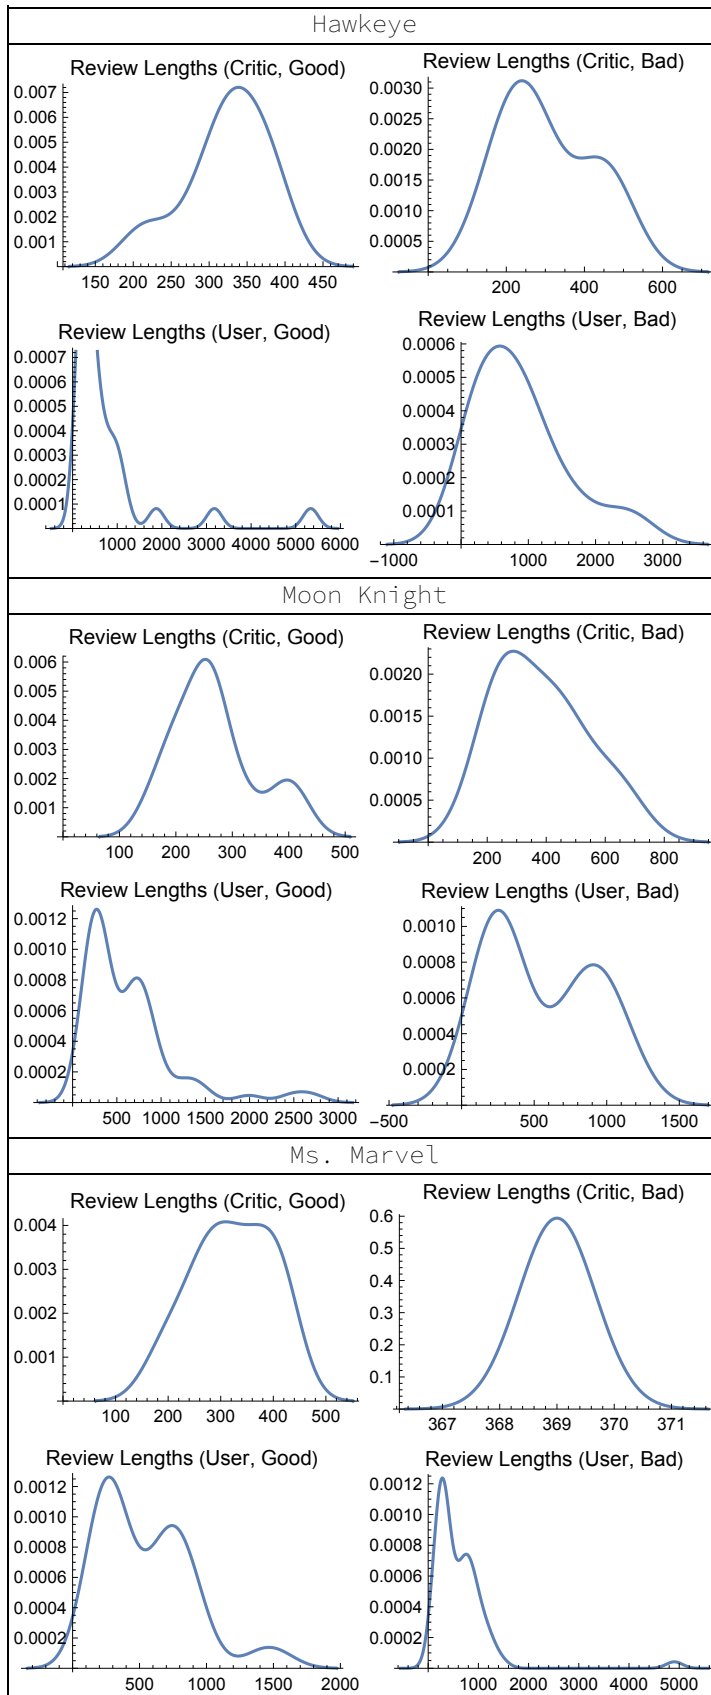 Hawkeye
Review Lengths (Critic, Good)
0.007
0.006
0.005
0.004
0.003
0.002
0.001
150 200 250 300 350 400 450
Review Lengths (Critic, Bad)
0.0030
0.0025
0.0020
0.0015
0.0010
0.0005
200 400 600
Review Lengths (User, Good)
0.0007
0.0006
0.0005
0.0004
0.0003
0.0002
0.0001
1000 2000 3000 4000 5000 6000
Review Lengths (User, Bad)
0.0006
0.0005
0.0004
0.0003
0.0002
0.0001
−1000 1000 2000 3000
Moon Knight
Review Lengths (Critic, Good)
0.006
0.005
0.004
0.003
0.002
0.001
100 200 300 400 500
Review Lengths (Critic, Bad)
0.0020
0.0015
0.0010
0.0005
200 400 600 800
Review Lengths (User, Good)
0.0012
0.0010
0.0008
0.0006
0.0004
0.0002
500 1000 1500 2000 2500 3000
Review Lengths (User, Bad)
0.0010
0.0008
0.0006
0.0004
0.0002
−500 500 1000 1500
Ms. Marvel
Review Lengths (Critic, Good)
0.004
0.003
0.002
0.001
100 200 300 400 500
Review Lengths (Critic, Bad)
0.6
0.5
0.4
0.3
0.2
0.1
367 368 369 370 371
Review Lengths (User, Good)
0.0012
0.0010
0.0008
0.0006
0.0004
0.0002
500 1000 1500 2000
Review Lengths (User, Bad)
0.0012
0.0010
0.0008
0.0006
0.0004
0.0002
1000 2000 3000 4000 5000